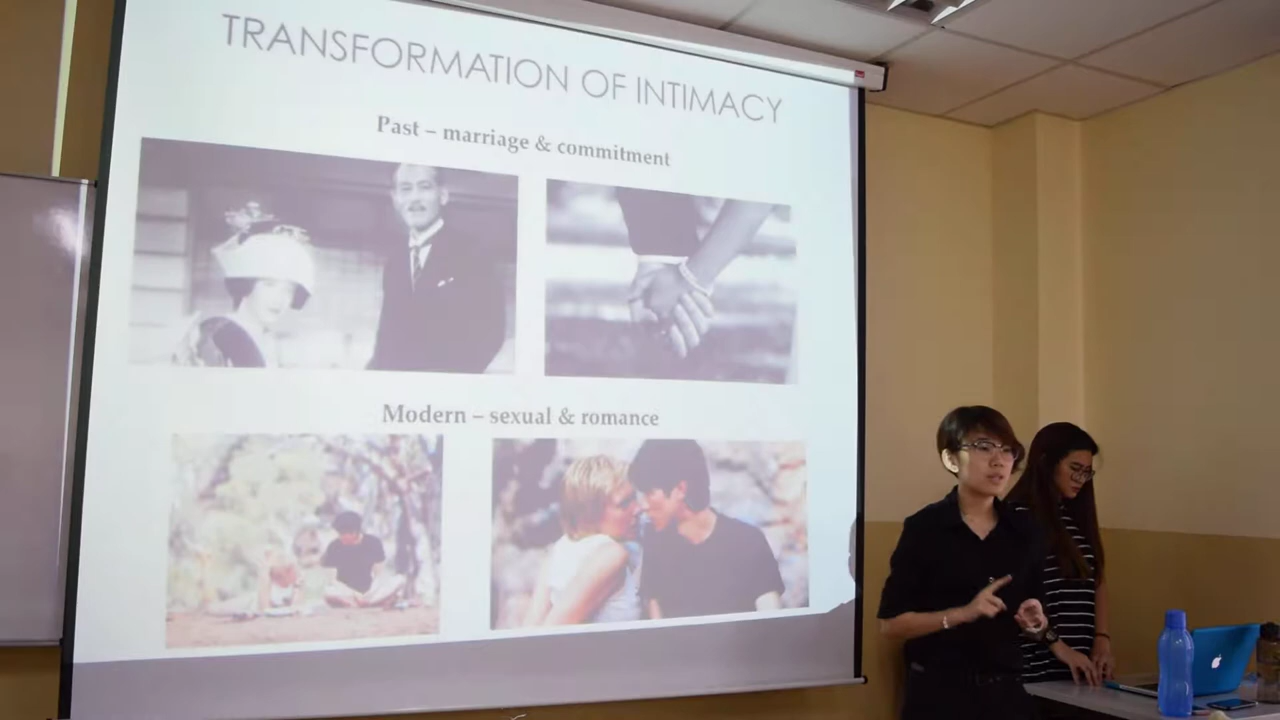 TRANSFORMATION OF INTIMACY
Past – marriage & commitment
Modern – sexual & romance